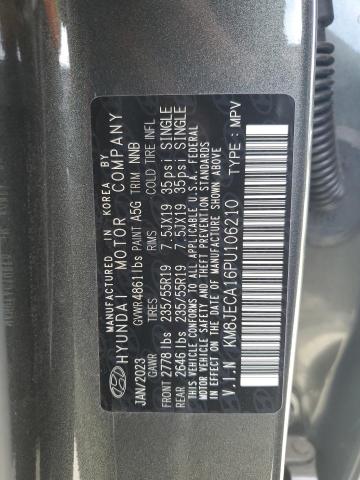 MANUFACTURED IN KOREA BY
HYUNDAI MOTOR COMPANY
JAN/2023 GVWR 4861 lbs PAINT A5G TRIM NNB
GAWR TIRES RIMS COLD TIRE INFL
FRONT 2778 lbs 235/55R19 7.5JX19 35psi SINGLE
REAR 2646 lbs 235/55R19 7.5JX19 35psi SINGLE
THIS VEHICLE CONFORMS TO ALL APPLICABLE U.S.A. FEDERAL
MOTOR VEHICLE SAFETY AND THEFT PREVENTION STANDARDS
IN EFFECT ON THE DATE OF MANUFACTURE SHOWN ABOVE.
V.I.N : KM8JECA16PU106210 TYPE : MPV